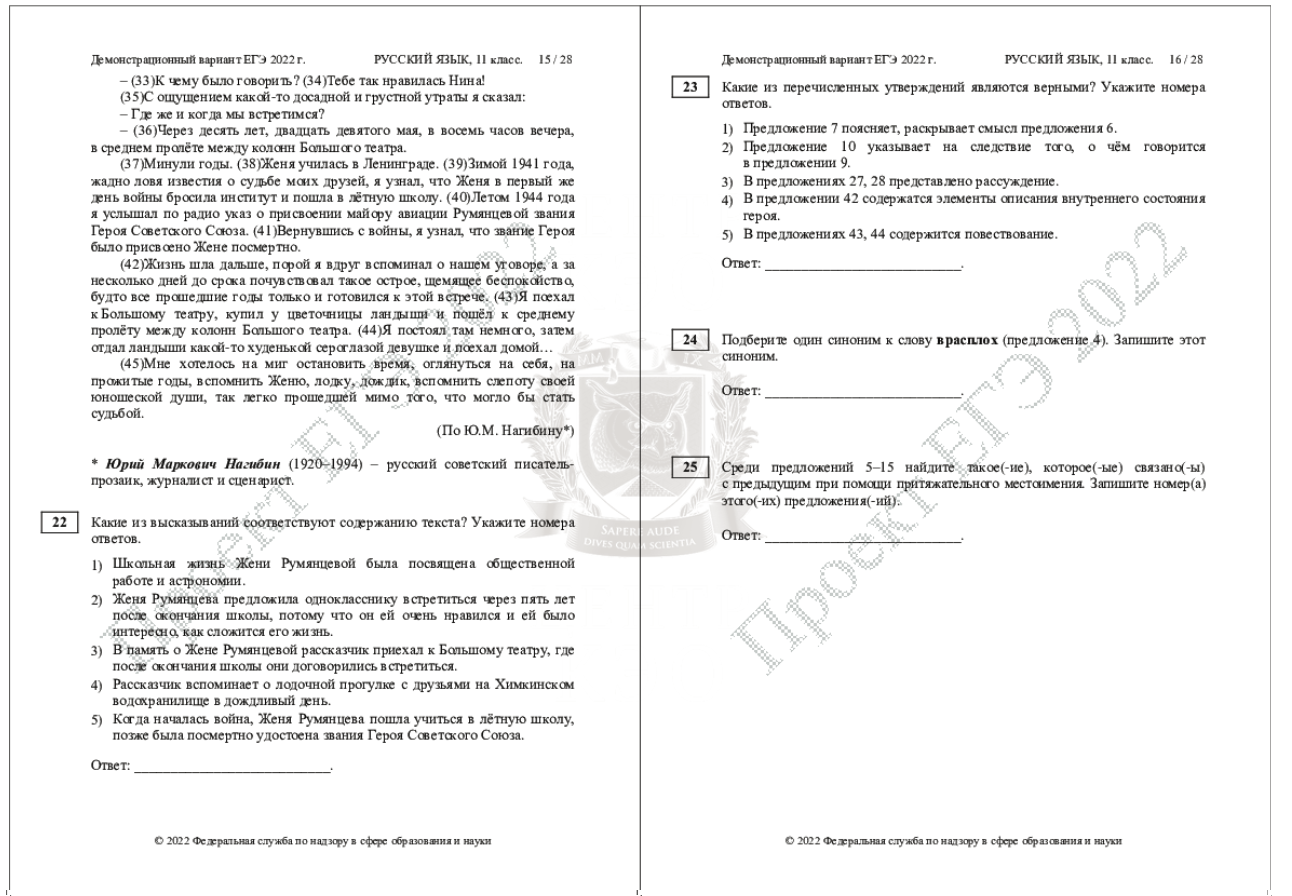 Демонстрационный вариант ЕГЭ 2022 г. РУССКИЙ ЯЗЫК, 11 класс. 15 / 28
– (33)К чему было говорить? (34)Тебе так нравилась Нина!
(35)С ощущением какой-то досадной и грустной утраты я сказал:
– Где же и когда мы встретимся?
– (36)Через десять лет, двадцать девятого мая, в восемь часов вечера,
в среднем пролёте между колонн Большого театра.
(37)Минули годы. (38)Женя училась в Ленинграде. (39)Зимой 1941 года,
жадно ловя известия о судьбе моих друзей, я узнал, что Женя в первый же
день войны бросила институт и пошла в лётную школу. (40)Летом 1944 года
я услышал по радио указ о присвоении майору авиации Румянцевой звания
Героя Советского Союза. (41)Вернувшись с войны, я узнал, что звание Героя
было присвоено Жене посмертно.
(42)Жизнь шла дальше, порой я вдруг вспоминал о нашем уговоре, а за
несколько дней до срока почувствовал такое острое, щемящее беспокойство,
будто все прошедшие годы только и готовился к этой встрече. (43)Я поехал
к Большому театру, купил у цветочницы ландыши и пошёл к среднему
пролёту между колонн Большого театра. (44)Я постоял там немного, затем
отдал ландыши какой-то худенькой сероглазой девушке и поехал домой…
(45)Мне хотелось на миг остановить время, оглянуться на себя, на
прожитые годы, вспомнить Женю, лодку, дождик, вспомнить слепоту своей
юношеской души, так легко прошедшей мимо того, что могло бы стать
судьбой.
(По Ю.М. Нагибину*)
* Юрий Маркович Нагибин (1920–1994) – русский советский писатель-
прозаик, журналист и сценарист.
22 Какие из высказываний соответствуют содержанию текста? Укажите номера
ответов.
1) Школьная жизнь Жени Румянцевой была посвящена общественной
работе и астрономии.
2) Женя Румянцева предложила однокласснику встретиться через пять лет
после окончания школы, потому что он ей очень нравился и ей было
интересно, как сложится его жизнь.
3) В память о Жене Румянцевой рассказчик приехал к Большому театру, где
после окончания школы они договорились встретиться.
4) Рассказчик вспоминает о лодочной прогулке с друзьями на Химкинском
водохранилище в дождливый день.
5) Когда началась война, Женя Румянцева пошла учиться в лётную школу,
позже была посмертно удостоена звания Героя Советского Союза.
Ответ: ___________________________.
© 2022 Федеральная служба по надзору в сфере образования и науки
Проект ЕГЭ 2022
Демонстрационный вариант ЕГЭ 2022 г. РУССКИЙ ЯЗЫК, 11 класс. 16 / 28
23 Какие из перечисленных утверждений являются верными? Укажите номера
ответов.
1) Предложение 7 поясняет, раскрывает смысл предложения 6.
2) Предложение 10 указывает на следствие того, о чём говорится
в предложении 9.
3) В предложениях 27, 28 представлено рассуждение.
4) В предложении 42 содержатся элементы описания внутреннего состояния
героя.
5) В предложениях 43, 44 содержится повествование.
Ответ: ___________________________.
24 Подберите один синоним к слову врасплох (предложение 4). Запишите этот
синоним.
Ответ: ___________________________.
25 Среди предложений 5–15 найдите такое(-ие), которое(-ые) связано(-ы)
с предыдущим при помощи притяжательного местоимения. Запишите номер(а)
этого(-их) предложения(-ий).
Ответ: ___________________________.
© 2022 Федеральная служба по надзору в сфере образования и науки
Проект ЕГЭ 2022
SAPERE AUDE
DIVES QUAM SCIENTIA